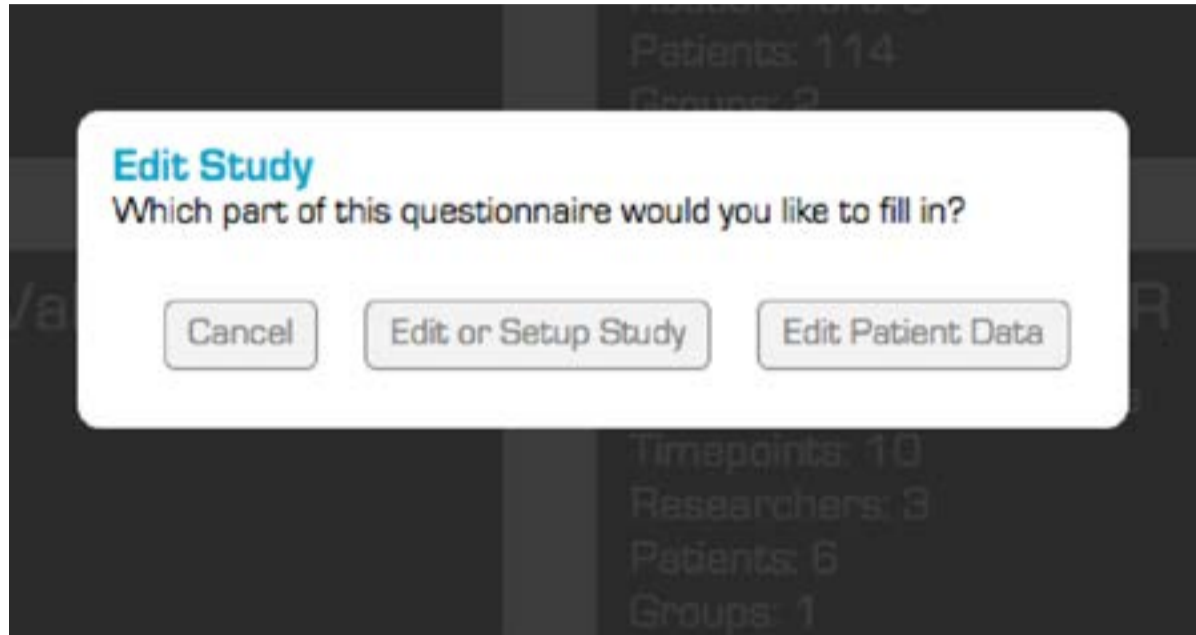 Patients: 114
Groups: 2
Edit Study
Which part of this questionnaire would you like to fill in?
Cancel
Edit or Setup Study
Edit Patient Data
R
Timepoints: 10
Researchers: 3
Patients: 6
Groups: 1